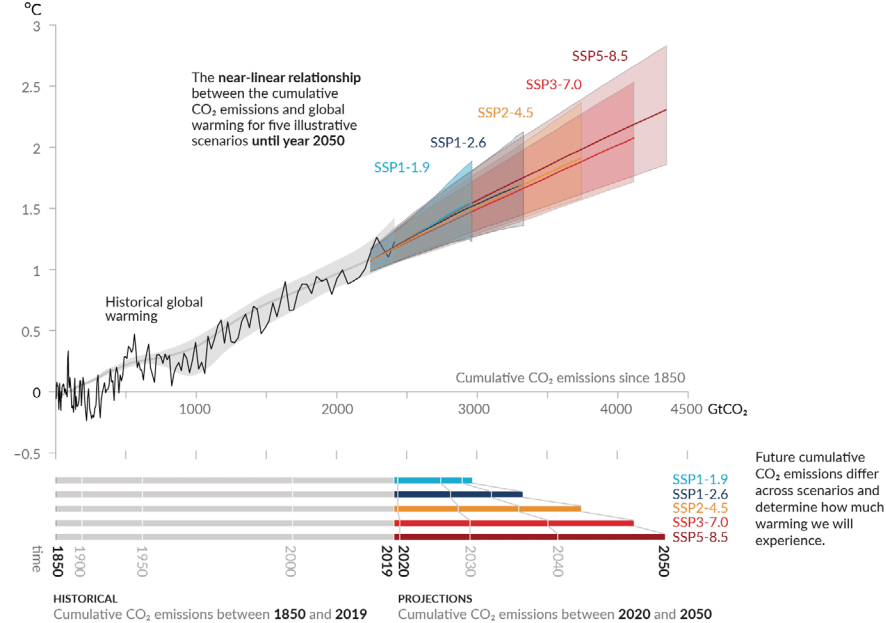 °C
3
SSP5-8.5
The near-linear relationship
between the cumulative
CO₂ emissions and global
warming for five illustrative
scenarios until year 2050
2.5
SSP3-7.0
SSP2-4.5
2
SSP1-2.6
SSP1-1.9
1.5
1
Historical global
warming
0.5
Cumulative CO₂ emissions since 1850
0
1000
2000
3000
4000
4500
GtCO₂
−0.5
SSP1-1.9
SSP1-2.6
SSP2-4.5
SSP3-7.0
SSP5-8.5
Future cumulative
CO₂ emissions differ
across scenarios and
determine how much
warming we will
experience.
time
1850
1900
1950
2000
2019
2020
2030
2040
2050
HISTORICAL
Cumulative CO₂ emissions between 1850 and 2019
PROJECTIONS
Cumulative CO₂ emissions between 2020 and 2050